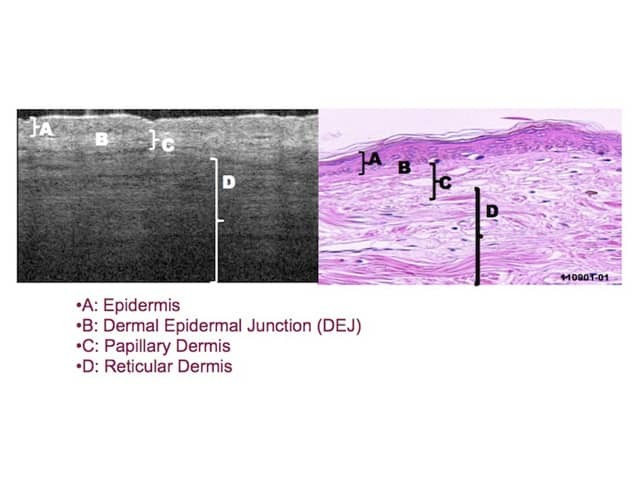 A
B
C
D
A
B
C
D
11090T-01
•A: Epidermis
•B: Dermal Epidermal Junction (DEJ)
•C: Papillary Dermis
•D: Reticular Dermis